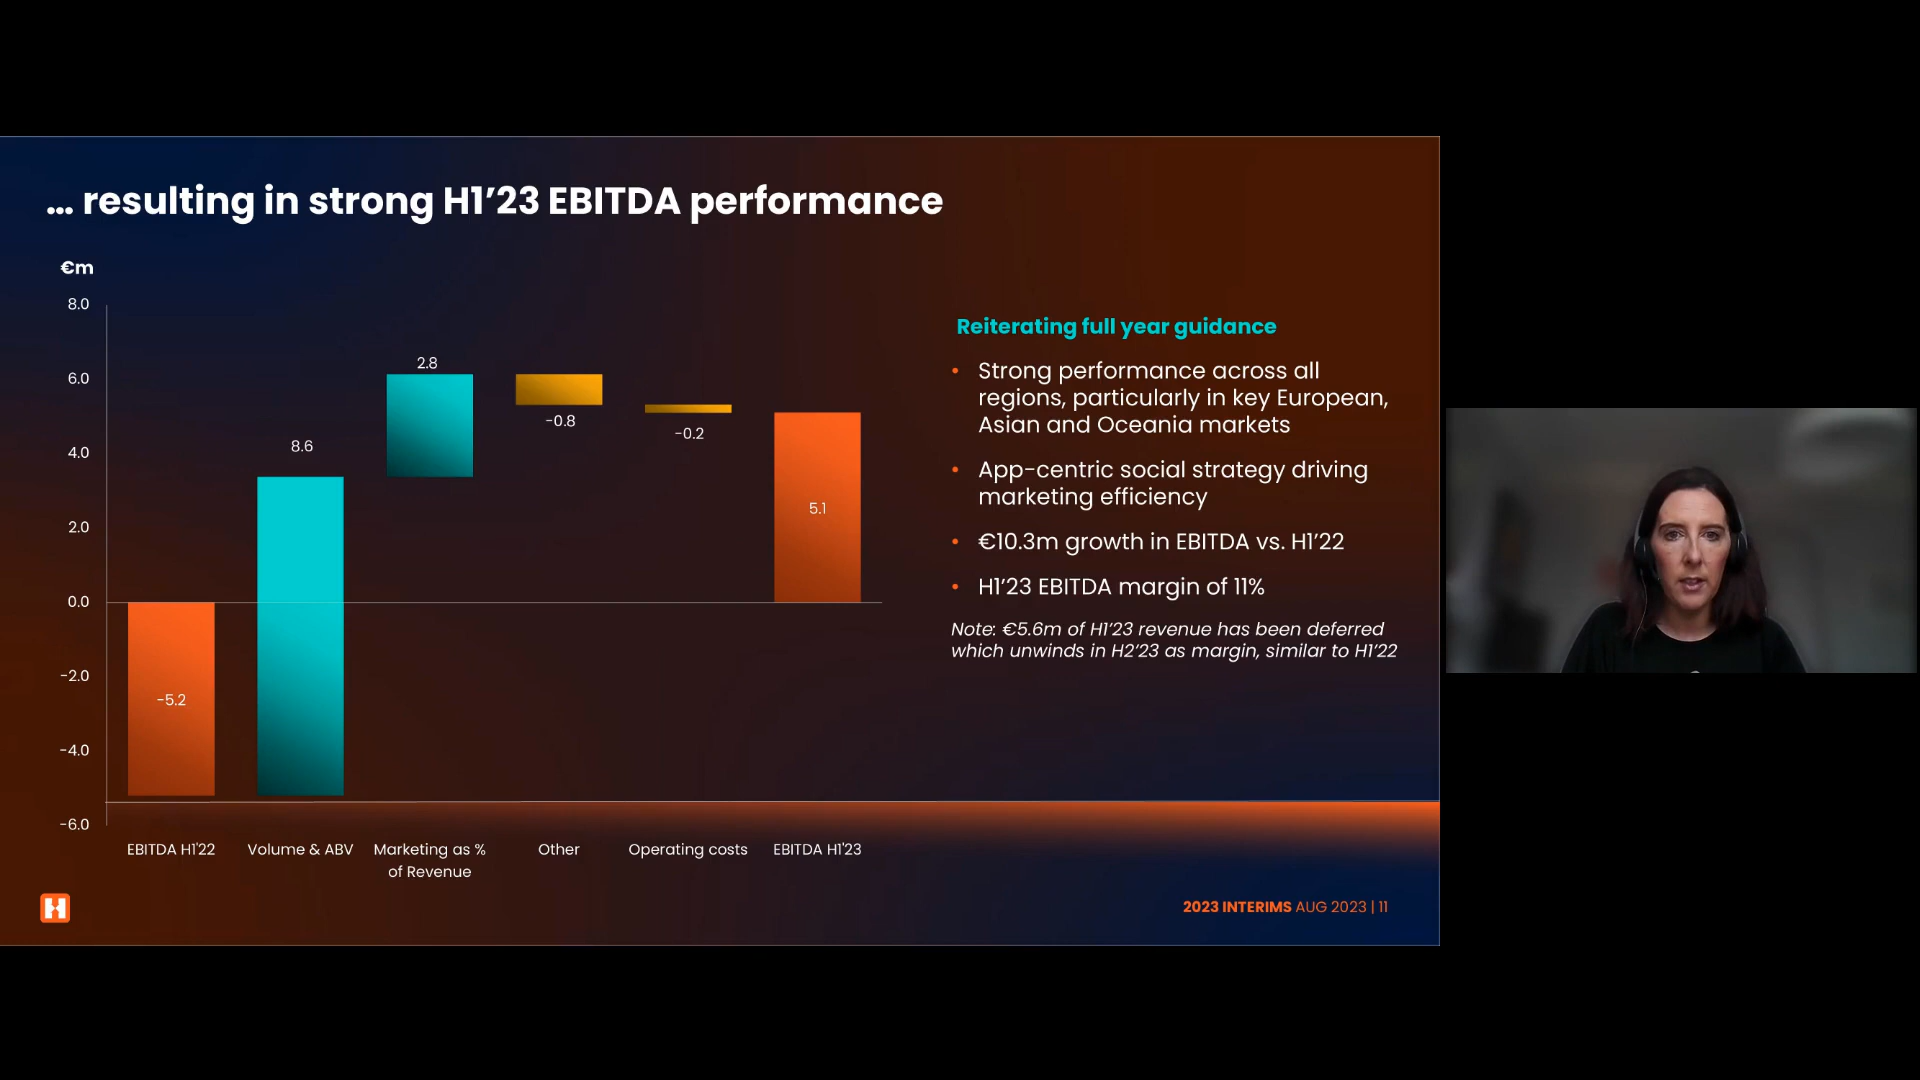 ... resulting in strong H1’23 EBITDA performance
€m
8.0
6.0
4.0
2.0
0.0
−2.0
−4.0
−6.0
−5.2
8.6
2.8
−0.8
−0.2
5.1
EBITDA H1'22
Volume & ABV
Marketing as %
of Revenue
Other
Operating costs
EBITDA H1'23
Reiterating full year guidance
• Strong performance across all
regions, particularly in key European,
Asian and Oceania markets
• App-centric social strategy driving
marketing efficiency
• €10.3m growth in EBITDA vs. H1’22
• H1’23 EBITDA margin of 11%
Note: €5.6m of H1’23 revenue has been deferred
which unwinds in H2’23 as margin, similar to H1’22
H
2023 INTERIMS AUG 2023 | 11